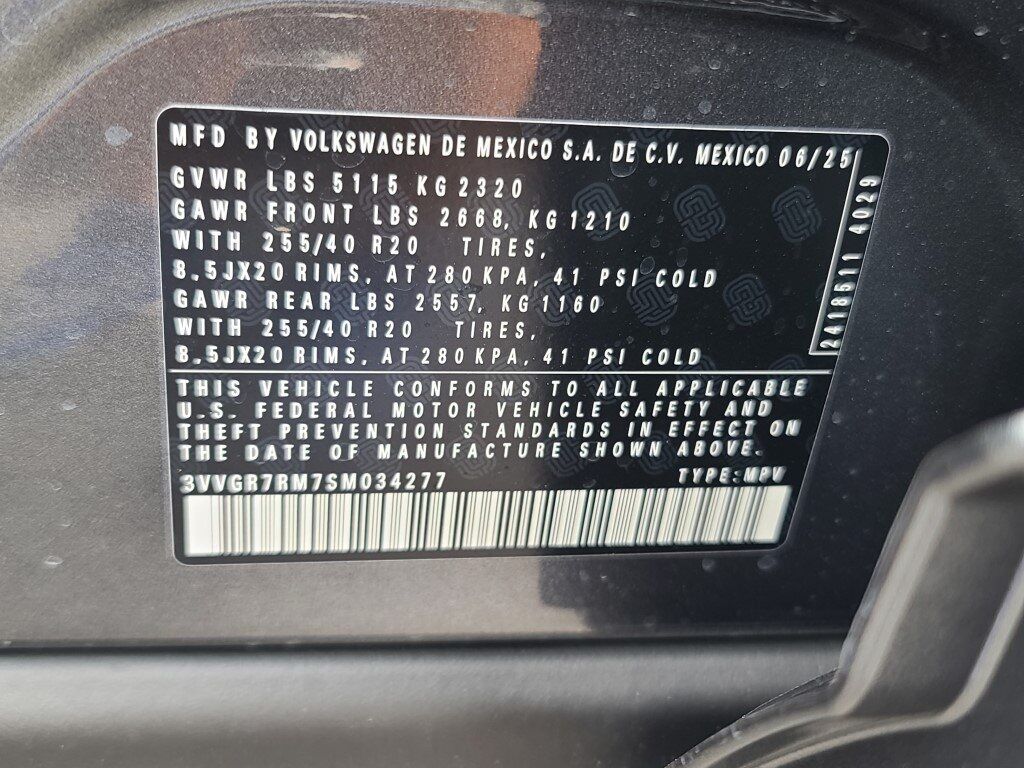 MFD BY VOLKSWAGEN DE MEXICO S.A. DE C.V. MEXICO 06/25
GVWR LBS 5115 KG 2320
GAWR FRONT LBS 2668, KG 1210
WITH 255/40 R20 TIRES,
8.5JX20 RIMS, AT 280 KPA, 41 PSI COLD
GAWR REAR LBS 2557, KG 1160
WITH 255/40 R20 TIRES,
8.5JX20 RIMS, AT 280 KPA, 41 PSI COLD
2418511 4029
THIS VEHICLE CONFORMS TO ALL APPLICABLE
U.S. FEDERAL MOTOR VEHICLE SAFETY AND
THEFT PREVENTION STANDARDS IN EFFECT ON
THE DATE OF MANUFACTURE SHOWN ABOVE.
3VVGR7RM7SM034277 TYPE:MPV